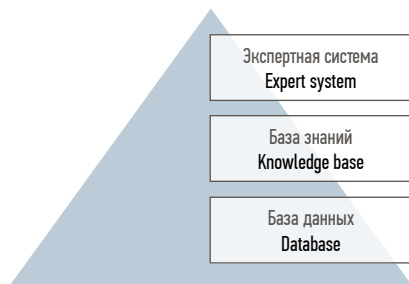 Экспертная система
Expert system
База знаний
Knowledge base
База данных
Database